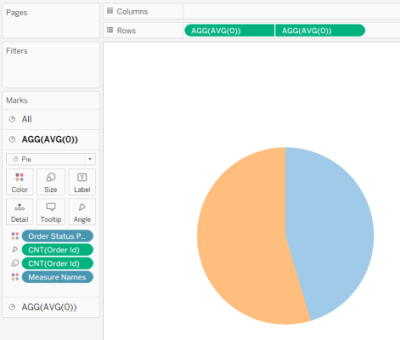 Pages
Columns
Rows
AGG(AVG(0)) AGG(AVG(0))
Filters
Marks
All
AGG(AVG(0))
Pie
Color Size Label
Detail Tooltip Angle
Order Status P...
CNT(Order Id)
CNT(Order Id)
Measure Names
AGG(AVG(0))